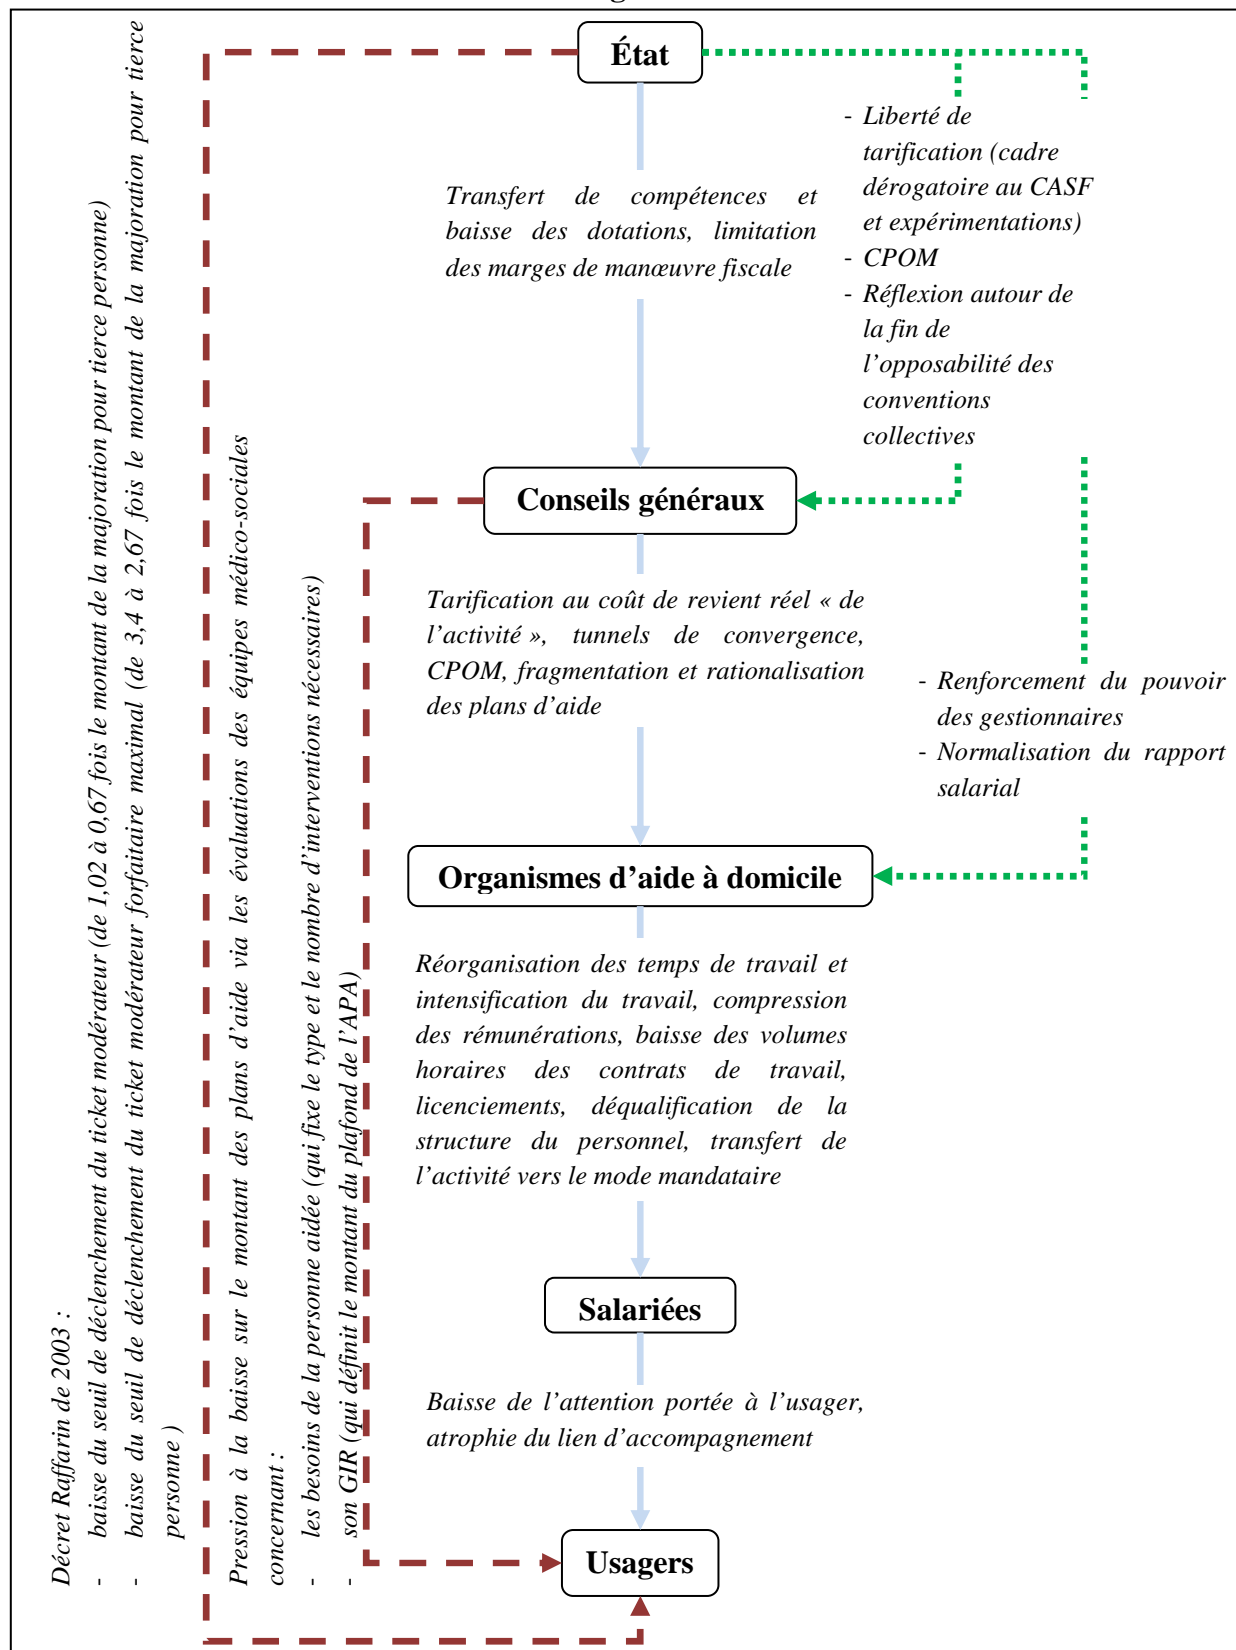 État
- Liberté de
tarification (cadre
dérogatoire au CASF
et expérimentations)
- CPOM
- Réflexion autour de
la fin de
l’opposabilité des
conventions
collectives
Transfert de compétences et
baisse des dotations, limitation
des marges de manœuvre fiscale
Conseils généraux
Tarification au coût de revient réel « de
l’activité », tunnels de convergence,
CPOM, fragmentation et rationalisation
des plans d’aide
- Renforcement du pouvoir
des gestionnaires
- Normalisation du rapport
salarial
Organismes d’aide à domicile
Réorganisation des temps de travail et
intensification du travail, compression
des rémunérations, baisse des volumes
horaires des contrats de travail,
licenciements, déqualification de la
structure du personnel, transfert de
l’activité vers le mode mandataire
Salariées
Baisse de l’attention portée à l’usager,
atrophie du lien d’accompagnement
Usagers
Décret Raffarin de 2003 :
- baisse du seuil de déclenchement du ticket modérateur (de 1,02 à 0,67 fois le montant de la majoration pour tierce personne)
- baisse du seuil de déclenchement du ticket modérateur forfaitaire maximal (de 3,4 à 2,67 fois le montant de la majoration pour tierce
personne )
Pression à la baisse sur le montant des plans d’aide via les évaluations des équipes médico-sociales
concernant :
- les besoins de la personne aidée (qui fixe le type et le nombre d’interventions nécessaires)
- son GIR (qui définit le montant du plafond de l’APA)